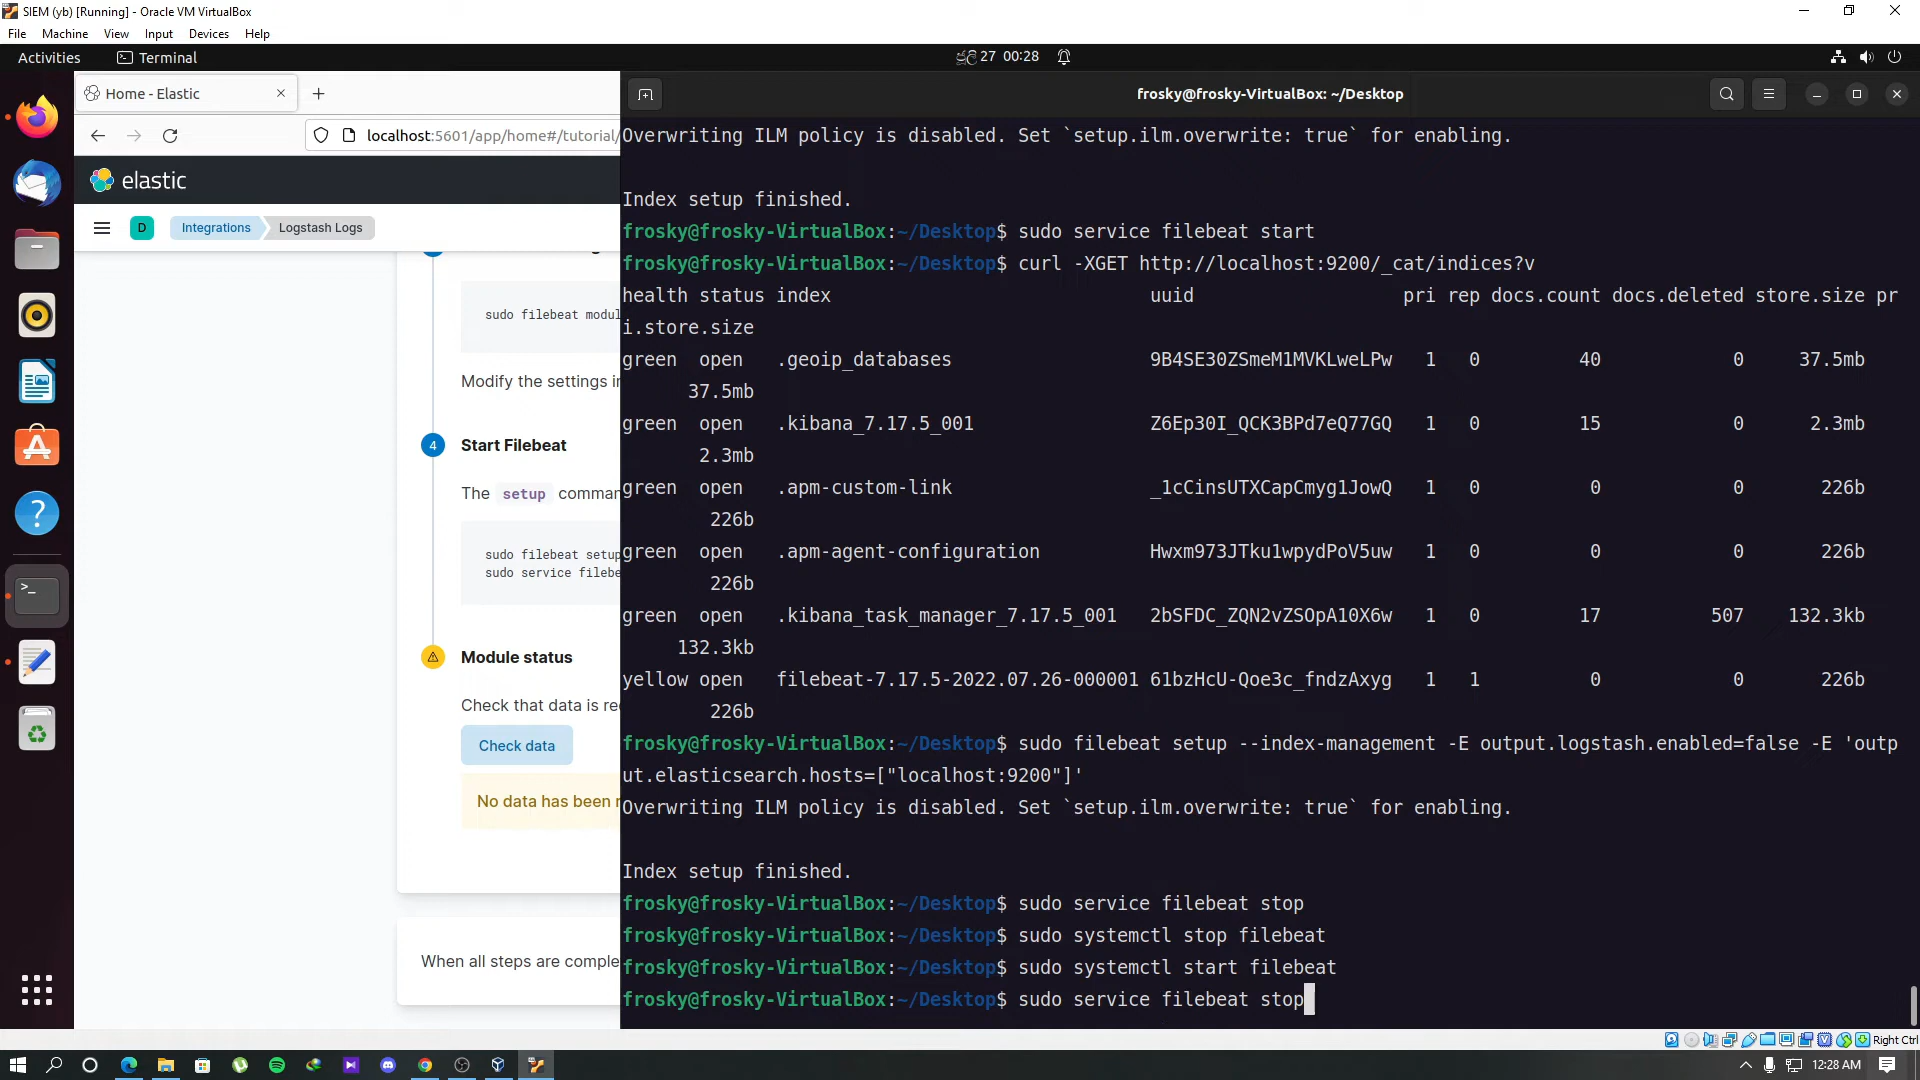 SIEM (yb) [Running] - Oracle VM VirtualBox
File Machine View Input Devices Help
Activities Terminal ජූලි 27 00:28
Home - Elastic
localhost:5601/app/home#/tutorial/
elastic
D Integrations Logstash Logs
sudo filebeat modul
Modify the settings in
4 Start Filebeat
The setup comman
sudo filebeat setup
sudo service filebe
Module status
Check that data is re
Check data
No data has been r
When all steps are comple
frosky@frosky-VirtualBox: ~/Desktop
Overwriting ILM policy is disabled. Set `setup.ilm.overwrite: true` for enabling.
Index setup finished.
frosky@frosky-VirtualBox:~/Desktop$ sudo service filebeat start
frosky@frosky-VirtualBox:~/Desktop$ curl -XGET http://localhost:9200/_cat/indices?v
health status index uuid pri rep docs.count docs.deleted store.size pr
i.store.size
green open .geoip_databases 9B4SE30ZSmeM1MVKLweLPw 1 0 40 0 37.5mb
37.5mb
green open .kibana_7.17.5_001 Z6Ep30I_QCK3BPd7eQ77GQ 1 0 15 0 2.3mb
2.3mb
green open .apm-custom-link _1cCinsUTXCapCmyg1JowQ 1 0 0 0 226b
226b
green open .apm-agent-configuration Hwxm973JTku1wpydPoV5uw 1 0 0 0 226b
226b
green open .kibana_task_manager_7.17.5_001 2bSFDC_ZQN2vZSOpA10X6w 1 0 17 507 132.3kb
132.3kb
yellow open filebeat-7.17.5-2022.07.26-000001 61bzHcU-Qoe3c_fndzAxyg 1 1 0 0 226b
226b
frosky@frosky-VirtualBox:~/Desktop$ sudo filebeat setup --index-management -E output.logstash.enabled=false -E 'outp
ut.elasticsearch.hosts=["localhost:9200"]'
Overwriting ILM policy is disabled. Set `setup.ilm.overwrite: true` for enabling.
Index setup finished.
frosky@frosky-VirtualBox:~/Desktop$ sudo service filebeat stop
frosky@frosky-VirtualBox:~/Desktop$ sudo systemctl stop filebeat
frosky@frosky-VirtualBox:~/Desktop$ sudo systemctl start filebeat
frosky@frosky-VirtualBox:~/Desktop$ sudo service filebeat stop
Right Ctrl
12:28 AM